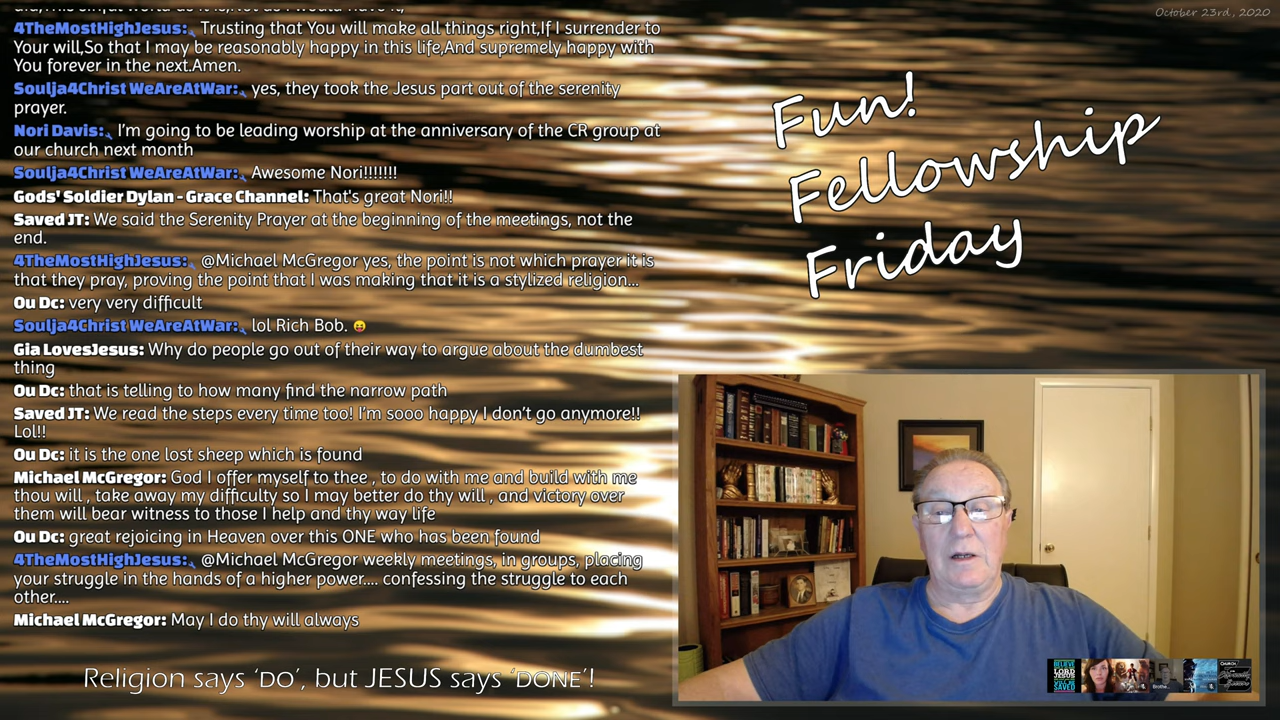 October 23rd, 2020
4TheMostHighJesus: Trusting that You will make all things right,If I surrender to
Your will,So that I may be reasonably happy in this life,And supremely happy with
You forever in the next.Amen.
Soulja4Christ WeAreAtWar: yes, they took the Jesus part out of the serenity
prayer.
Nori Davis: I'm going to be leading worship at the anniversary of the CR group at
our church next month
Soulja4Christ WeAreAtWar: Awesome Nori!!!!!!!
Gods' Soldier Dylan - Grace Channel: That's great Nori!!
Saved JT: We said the Serenity Prayer at the beginning of the meetings, not the
end.
4TheMostHighJesus: @Michael McGregor yes, the point is not which prayer it is
that they pray, proving the point that I was making that it is a stylized religion...
Ou Dc: very very difficult
Soulja4Christ WeAreAtWar: lol Rich Bob. 😝
Gia LovesJesus: Why do people go out of their way to argue about the dumbest
thing
Ou Dc: that is telling to how many find the narrow path
Saved JT: We read the steps every time too! I'm sooo happy I don't go anymore!!
Lol!!
Ou Dc: it is the one lost sheep which is found
Michael McGregor: God I offer myself to thee , to do with me and build with me
thou will , take away my difficulty so I may better do thy will , and victory over
them will bear witness to those I help and thy way life
Ou Dc: great rejoicing in Heaven over this ONE who has been found
4TheMostHighJesus: @Michael McGregor weekly meetings, in groups, placing
your struggle in the hands of a higher power.... confessing the struggle to each
other....
Michael McGregor: May I do thy will always
Religion says 'DO', but JESUS says 'DONE'!
Fun!
Fellowship
Friday
BELIEVE
LORD
JESUS
SAVED
Brothe...
CHURCH